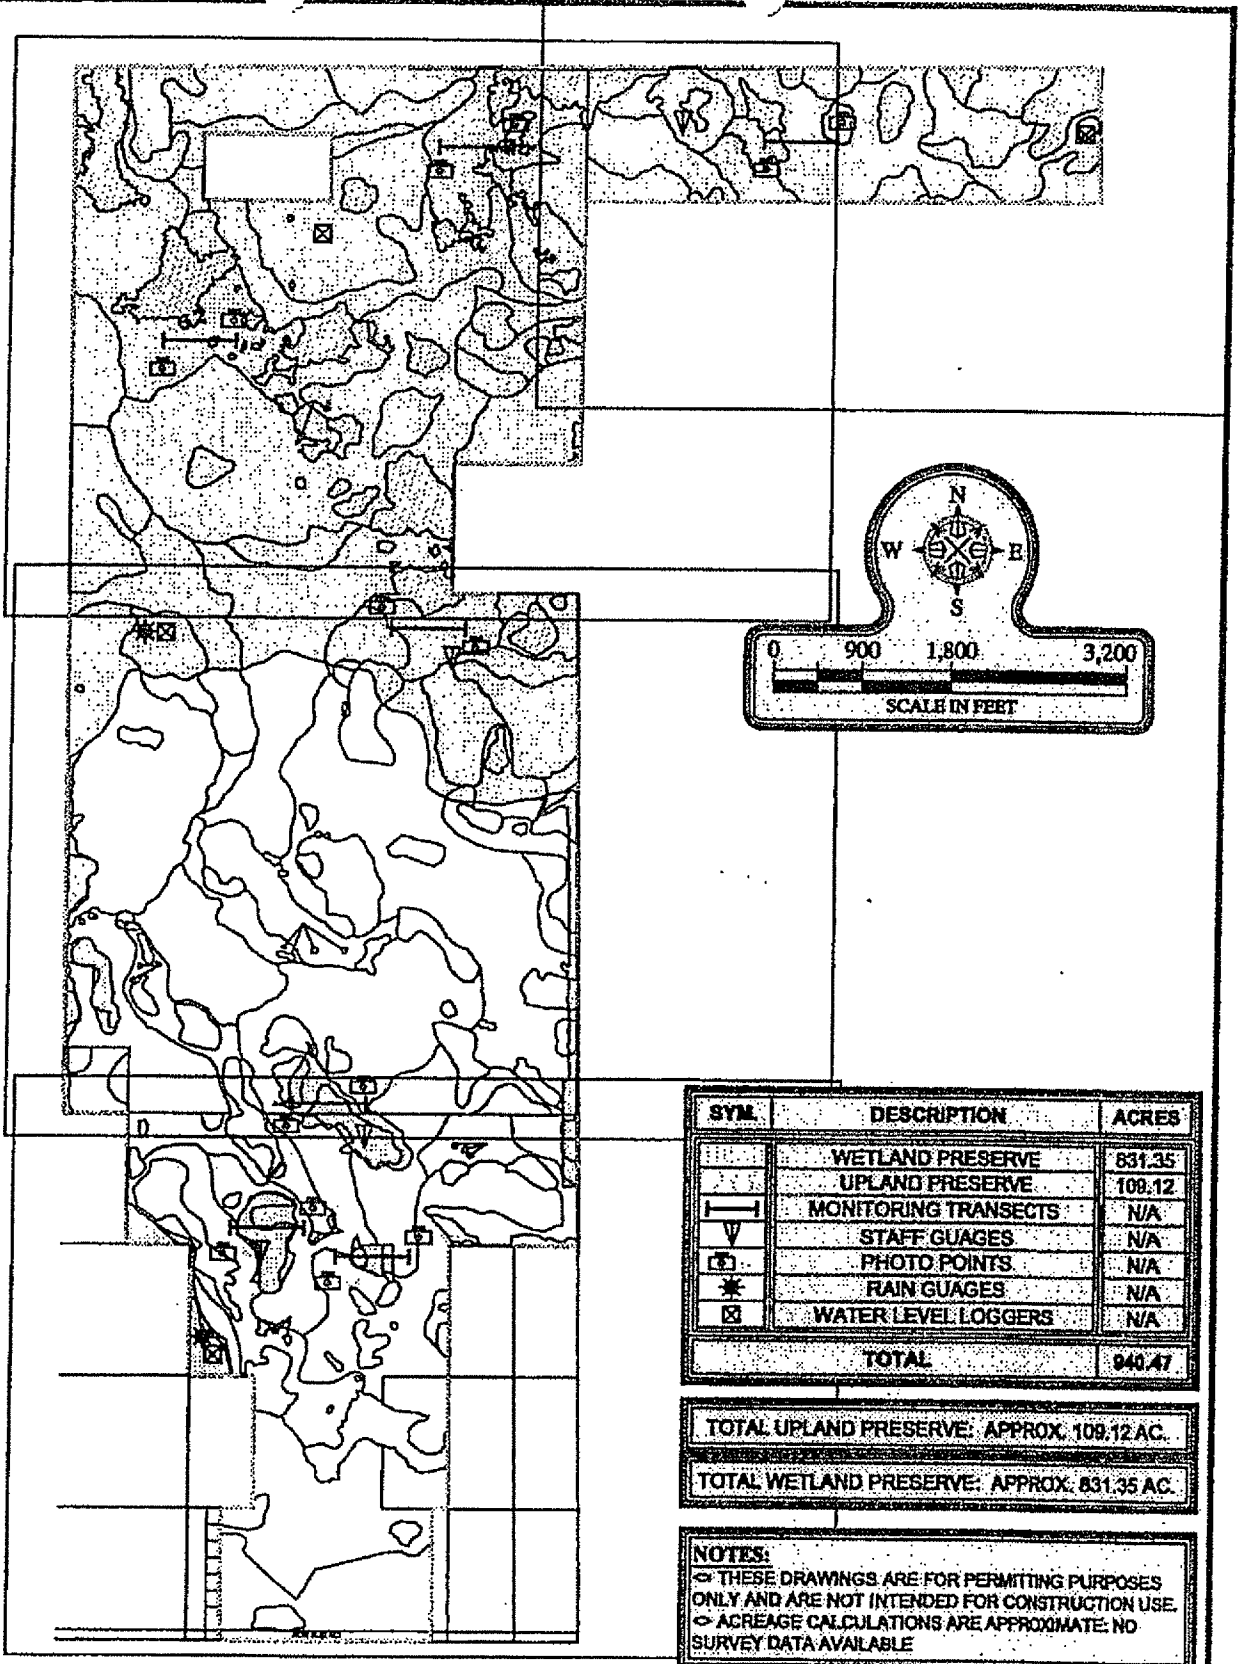 N
W E
S
0 900 1,800 3,200
SCALE IN FEET
SYM. DESCRIPTION ACRES
WETLAND PRESERVE 831.35
UPLAND PRESERVE 109.12
MONITORING TRANSECTS N/A
STAFF GUAGES N/A
PHOTO POINTS N/A
RAIN GUAGES N/A
WATER LEVEL LOGGERS N/A
TOTAL 940.47
TOTAL UPLAND PRESERVE: APPROX. 109.12 AC.
TOTAL WETLAND PRESERVE: APPROX. 831.35 AC.
NOTES:
<> THESE DRAWINGS ARE FOR PERMITTING PURPOSES
ONLY AND ARE NOT INTENDED FOR CONSTRUCTION USE.
<> ACREAGE CALCULATIONS ARE APPROXIMATE: NO
SURVEY DATA AVAILABLE